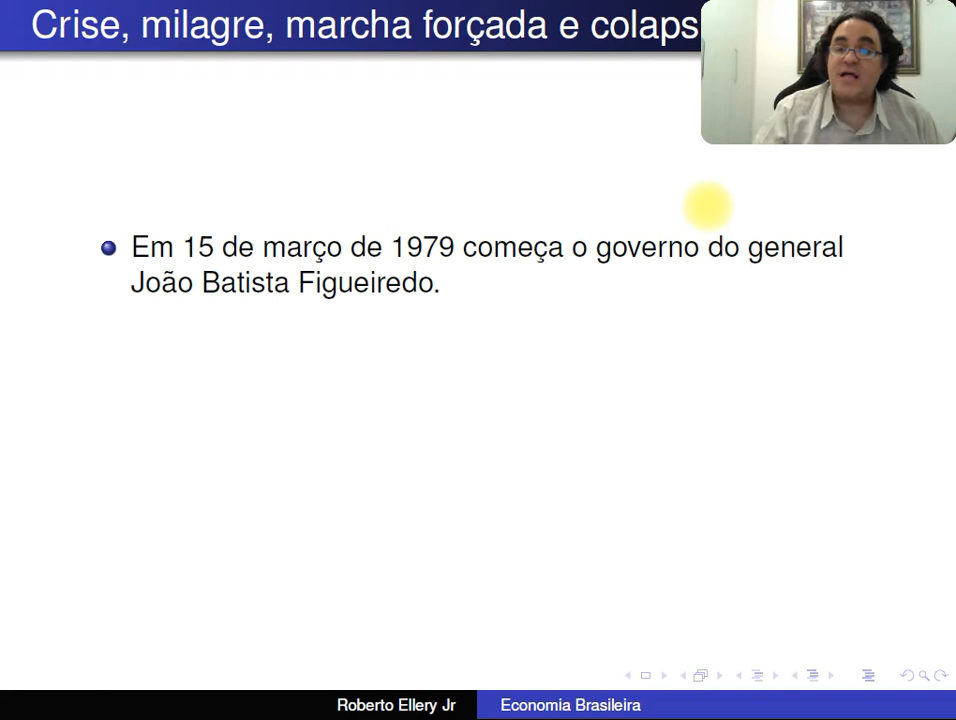 Crise, milagre, marcha forçada e colaps
Em 15 de março de 1979 começa o governo do general
João Batista Figueiredo.
Roberto Ellery Jr
Economia Brasileira